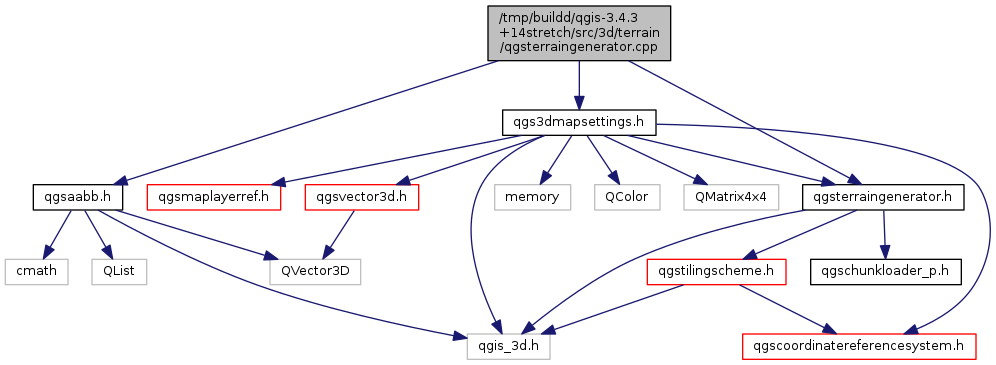 /tmp/buildd/qgis-3.4.3
+14stretch/src/3d/terrain
/qgsterraingenerator.cpp
qgs3dmapsettings.h
qgsaabb.h
qgsmaplayerref.h
qgsvector3d.h
memory
QColor
QMatrix4x4
qgsterraingenerator.h
cmath
QList
QVector3D
qgstilingscheme.h
qgschunkloader_p.h
qgis_3d.h
qgscoordinatereferencesystem.h